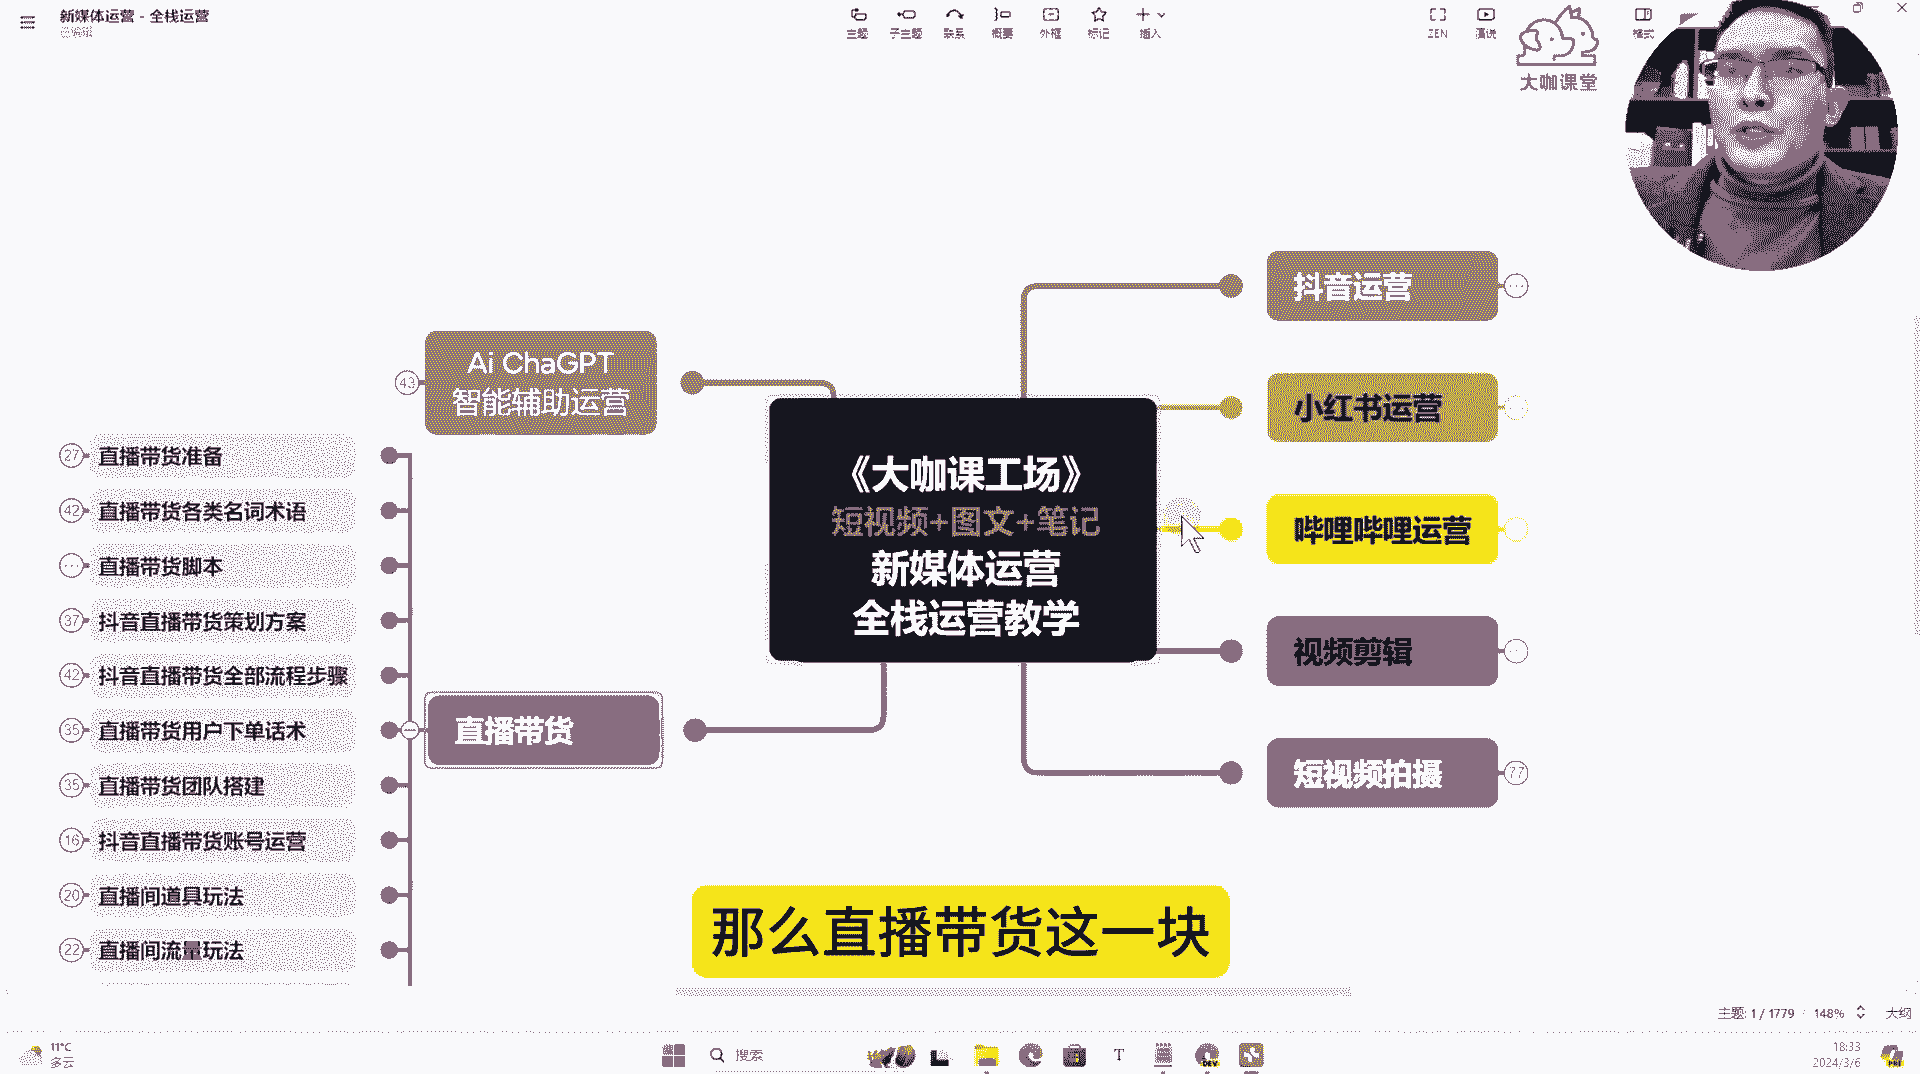 新媒体运营 - 全栈运营
已编辑
主题
子主题
联系
概要
外框
标记
插入
ZEN
演说
格式
大咖课堂
抖音运营
Ai ChaGPT
智能辅助运营
43
小红书运营
27
直播带货准备
《大咖课工场》
短视频+图文+笔记
新媒体运营
全栈运营教学
42
直播带货各类名词术语
哔哩哔哩运营
直播带货脚本
37
抖音直播带货策划方案
视频剪辑
42
抖音直播带货全部流程步骤
35
直播带货用户下单话术
直播带货
短视频拍摄
77
35
直播带货团队搭建
16
抖音直播带货账号运营
20
直播间道具玩法
22
直播间流量玩法
那么直播带货这一块
主题: 1 / 1779
148%
大纲
11°C
多云
搜索
T
DEV
18:33
2024/3/6
PRE